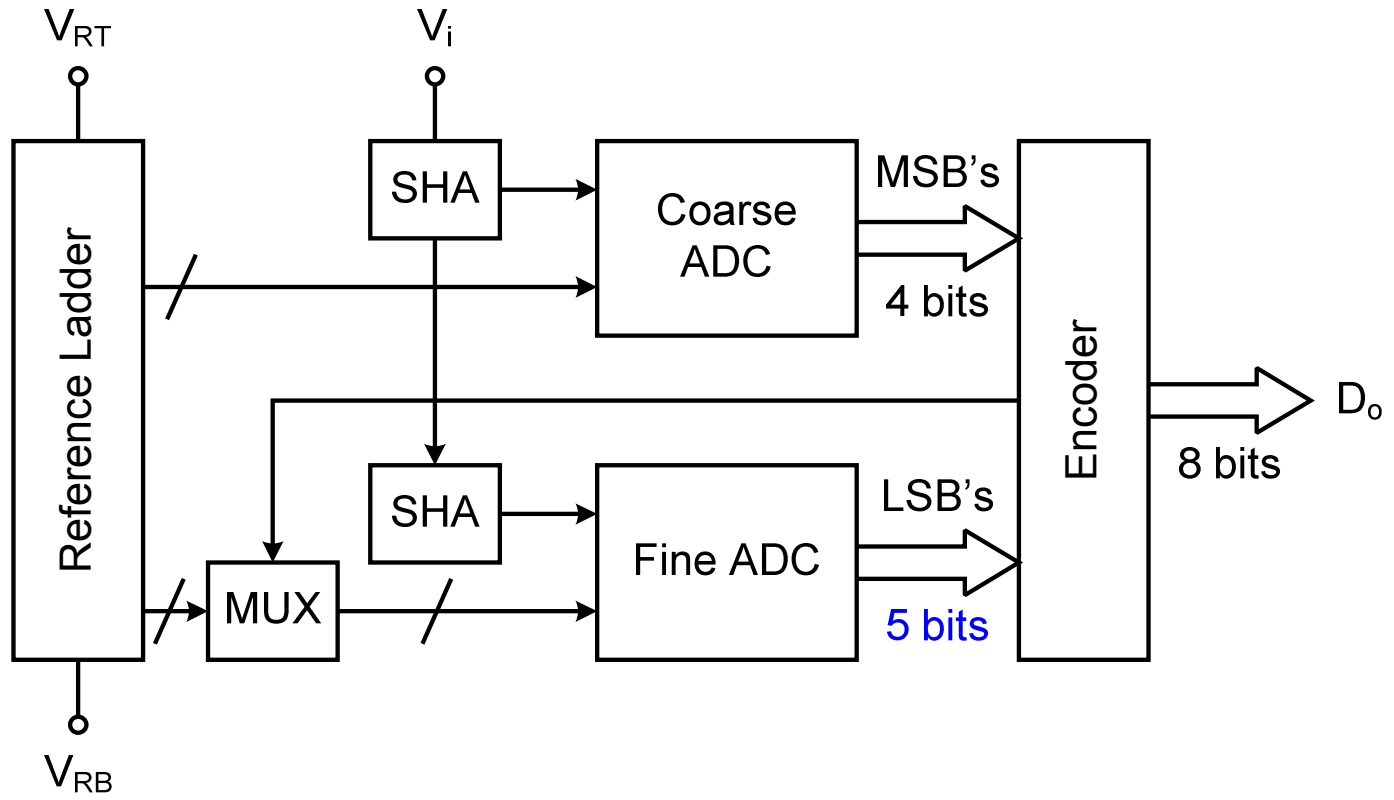 V_RT
V_i
SHA
Coarse
ADC
MSB's
4 bits
Reference Ladder
Encoder
D_o
8 bits
SHA
Fine ADC
LSB's
5 bits
MUX
V_RB